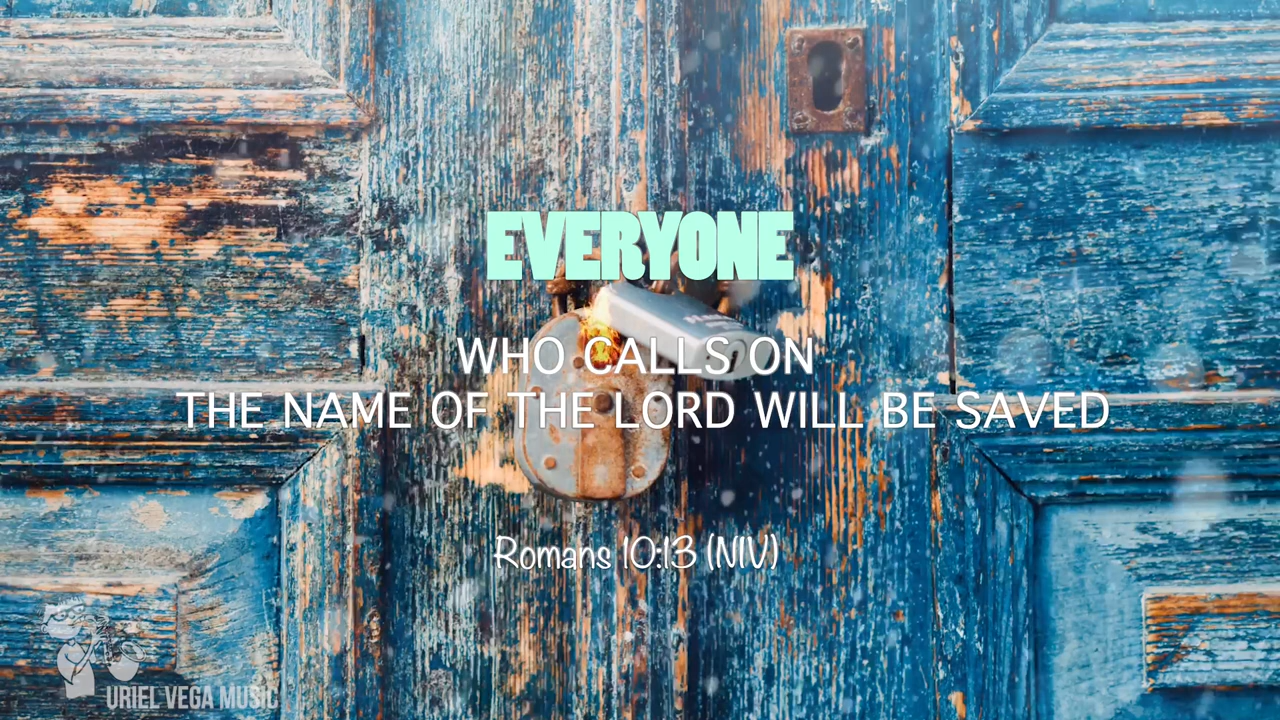 EVERYONE
WHO CALLS ON
THE NAME OF THE LORD WILL BE SAVED
Romans 10:13 (NIV)
URIEL VEGA MUSIC